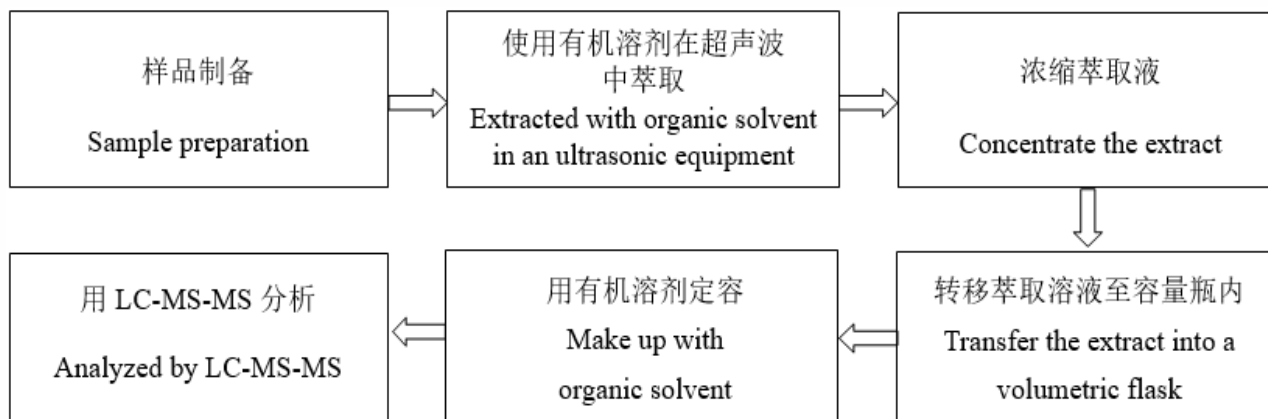 样品制备
Sample preparation
使用有机溶剂在超声波
中萃取
Extracted with organic solvent
in an ultrasonic equipment
浓缩萃取液
Concentrate the extract
转移萃取溶液至容量瓶内
Transfer the extract into a
volumetric flask
用有机溶剂定容
Make up with
organic solvent
用 LC-MS-MS 分析
Analyzed by LC-MS-MS